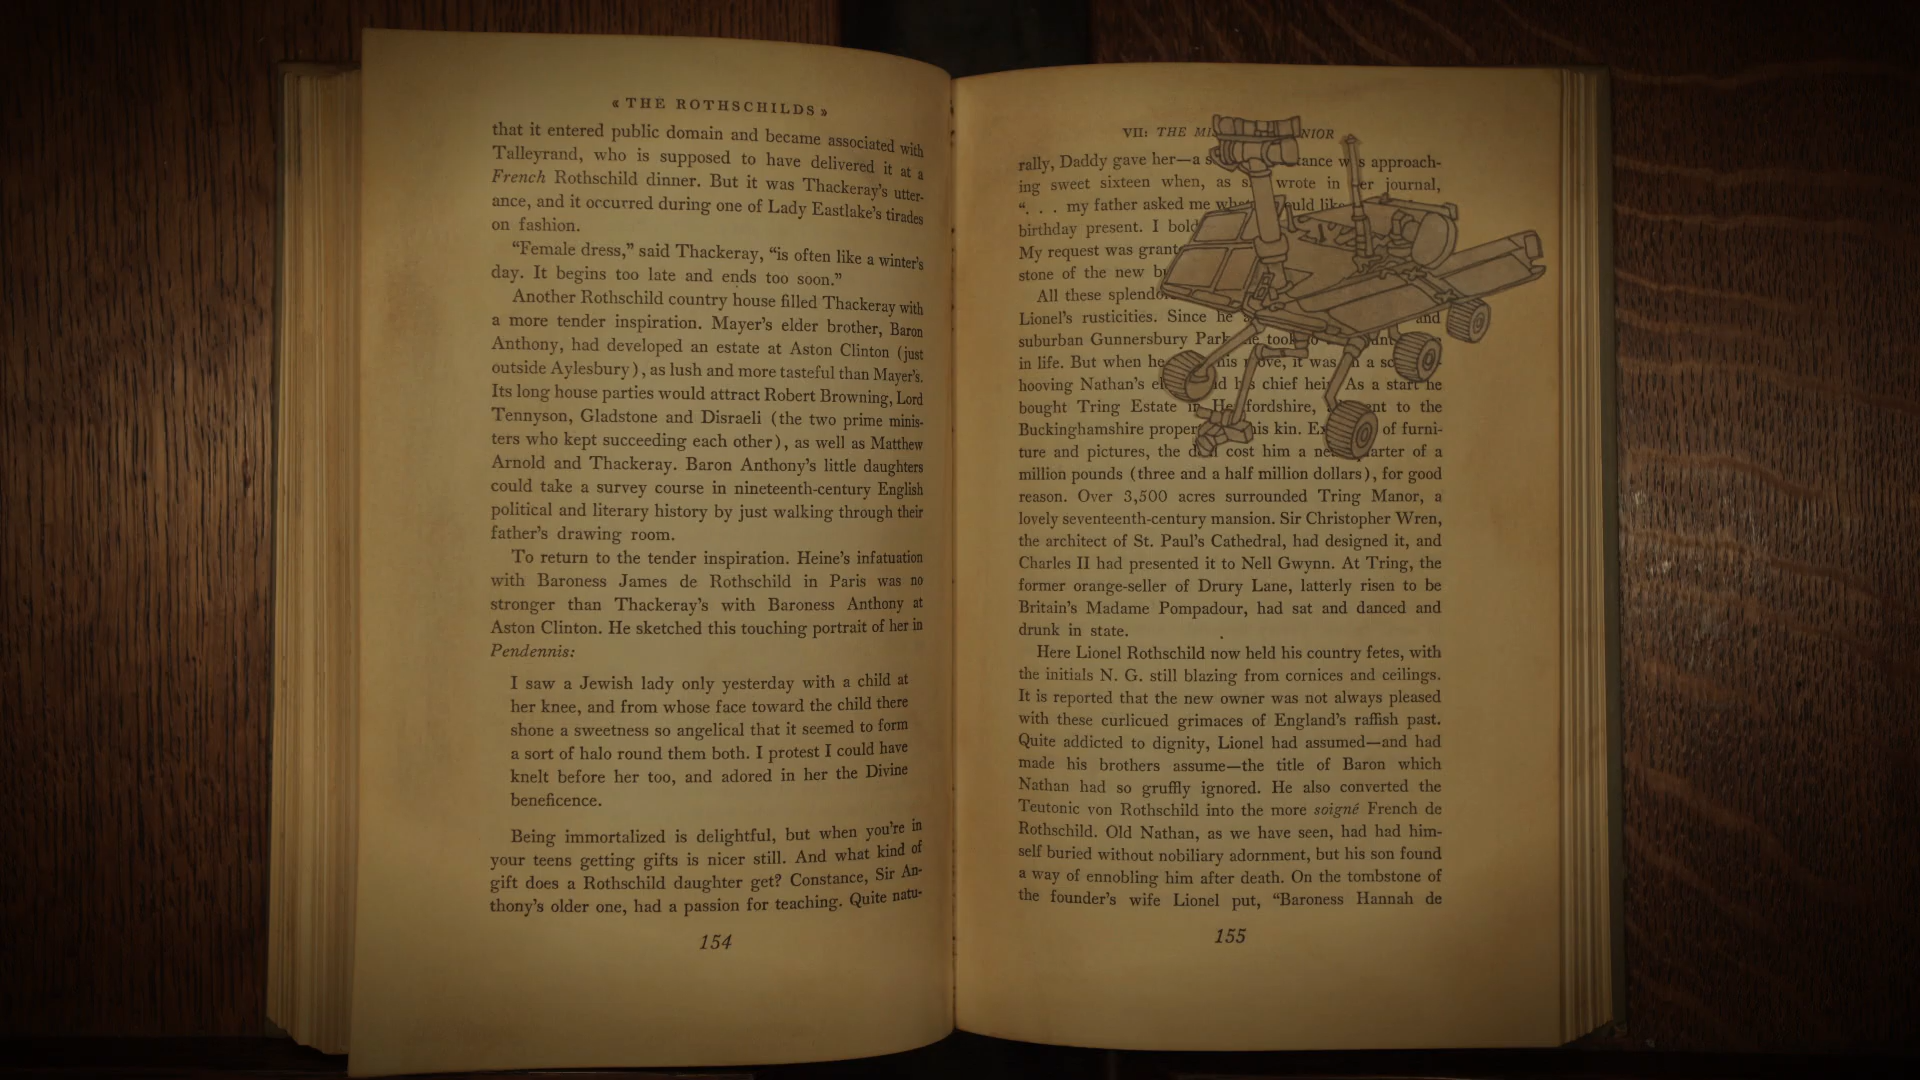 « THE ROTHSCHILDS »
that it entered public domain and became associated with
Talleyrand, who is supposed to have delivered it at a
French Rothschild dinner. But it was Thackeray's utter-
ance, and it occurred during one of Lady Eastlake's tirades
on fashion.
“Female dress,” said Thackeray, “is often like a winter's
day. It begins too late and ends too soon.”
Another Rothschild country house filled Thackeray with
a more tender inspiration. Mayer's elder brother, Baron
Anthony, had developed an estate at Aston Clinton (just
outside Aylesbury), as lush and more tasteful than Mayer's.
Its long house parties would attract Robert Browning, Lord
Tennyson, Gladstone and Disraeli (the two prime minis-
ters who kept succeeding each other), as well as Matthew
Arnold and Thackeray. Baron Anthony's little daughters
could take a survey course in nineteenth-century English
political and literary history by just walking through their
father's drawing room.
To return to the tender inspiration. Heine's infatuation
with Baroness James de Rothschild in Paris was no
stronger than Thackeray's with Baroness Anthony at
Aston Clinton. He sketched this touching portrait of her in
Pendennis:
I saw a Jewish lady only yesterday with a child at
her knee, and from whose face toward the child there
shone a sweetness so angelical that it seemed to form
a sort of halo round them both. I protest I could have
knelt before her too, and adored in her the Divine
beneficence.
Being immortalized is delightful, but when you're in
your teens getting gifts is nicer still. And what kind of
gift does a Rothschild daughter get? Constance, Sir An-
thony's older one, had a passion for teaching. Quite natu-
154
VII: THE
rally, Daddy gave her—a was approach-
ing sweet sixteen when, as wrote in her journal,
“. . . my father asked me
birthday present. I
My request was
stone of the new
All these
Lionel's rusticities. Since he and
suburban Gunnersbury
in life. But when he his move, it was in a
hooving Nathan's chief heir. As a start he
bought Tring Estate in Hertfordshire, to the
Buckinghamshire his kin. of furni-
ture and pictures, the deal cost him a quarter of a
million pounds (three and a half million dollars), for good
reason. Over 3,500 acres surrounded Tring Manor, a
lovely seventeenth-century mansion. Sir Christopher Wren,
the architect of St. Paul's Cathedral, had designed it, and
Charles II had presented it to Nell Gwynn. At Tring, the
former orange-seller of Drury Lane, latterly risen to be
Britain's Madame Pompadour, had sat and danced and
drunk in state.
Here Lionel Rothschild now held his country fetes, with
the initials N. G. still blazing from cornices and ceilings.
It is reported that the new owner was not always pleased
with these curlicued grimaces of England's raffish past.
Quite addicted to dignity, Lionel had assumed—and had
made his brothers assume—the title of Baron which
Nathan had so gruffly ignored. He also converted the
Teutonic von Rothschild into the more soigné French de
Rothschild. Old Nathan, as we have seen, had had him-
self buried without nobiliary adornment, but his son found
a way of ennobling him after death. On the tombstone of
the founder's wife Lionel put, “Baroness Hannah de
155